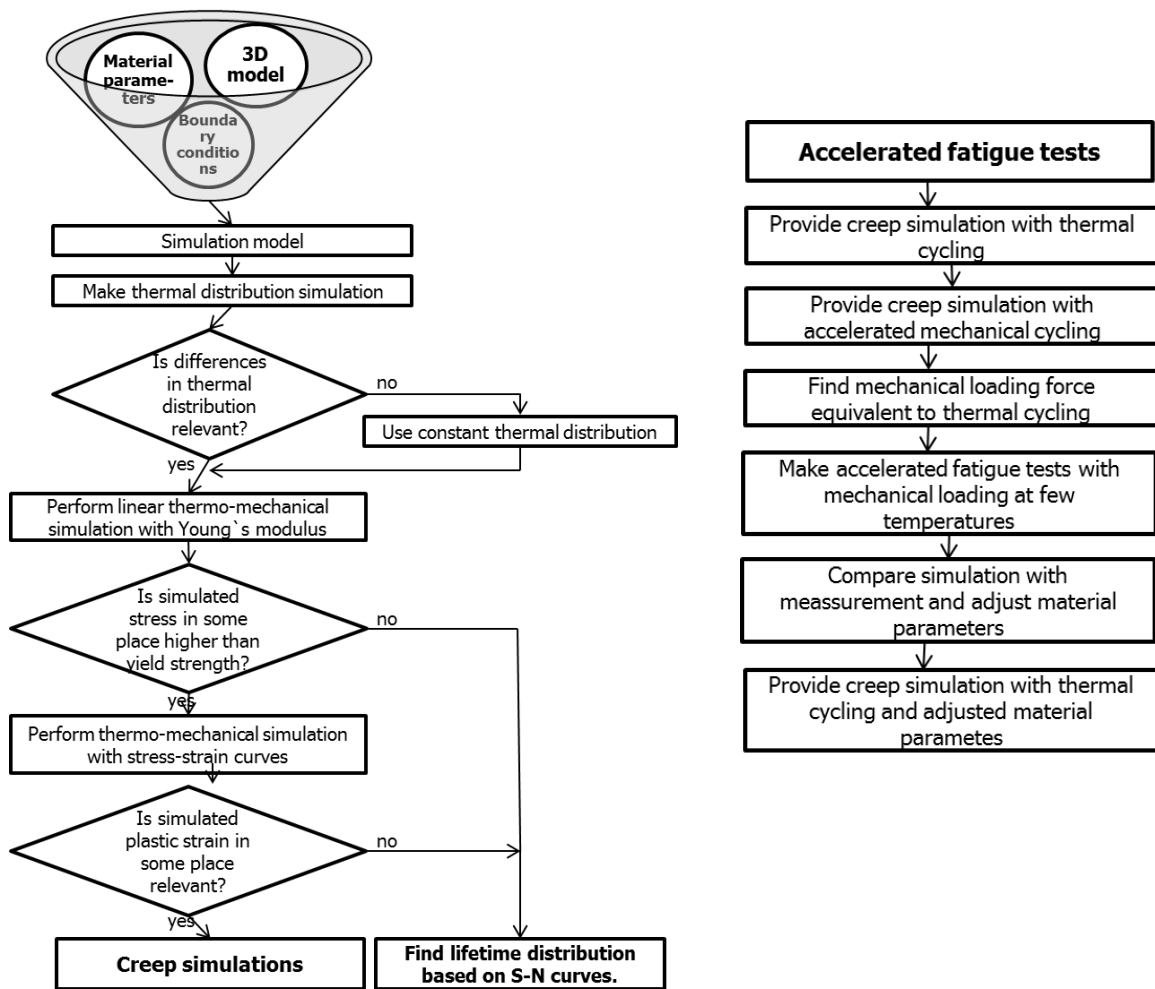 Material
parame-
ters
3D
model
Bounda
ry
conditio
ns
Simulation model
Make thermal distribution simulation
Is differences
in thermal
distribution
relevant?
no
Use constant thermal distribution
yes
Perform linear thermo-mechanical
simulation with Young`s modulus
Is simulated
stress in some
place higher than
yield strength?
no
yes
Perform thermo-mechanical simulation
with stress-strain curves
Is simulated
plastic strain in
some place
relevant?
no
yes
Creep simulations
Find lifetime distribution
based on S-N curves.
Accelerated fatigue tests
Provide creep simulation with thermal
cycling
Provide creep simulation with
accelerated mechanical cycling
Find mechanical loading force
equivalent to thermal cycling
Make accelerated fatigue tests with
mechanical loading at few
temperatures
Compare simulation with
meassurement and adjust material
parameters
Provide creep simulation with thermal
cycling and adjusted material
parametes